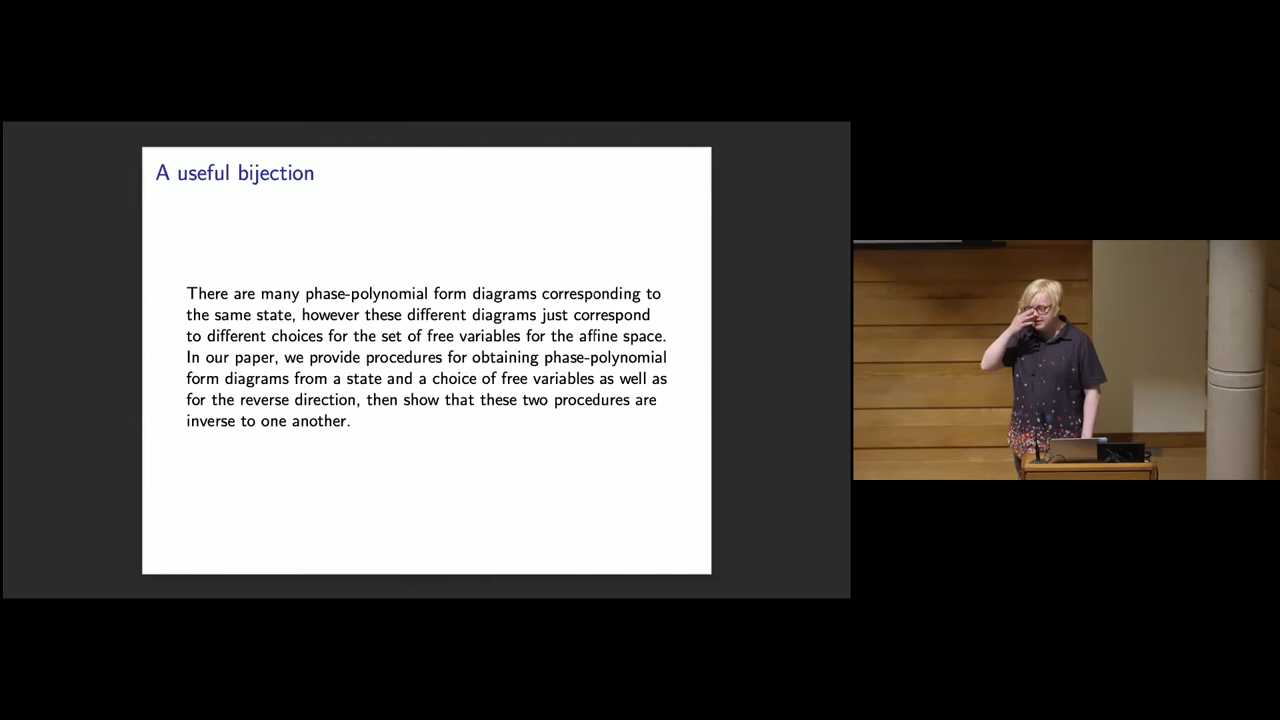 A useful bijection
There are many phase-polynomial form diagrams corresponding to
the same state, however these different diagrams just correspond
to different choices for the set of free variables for the affine space.
In our paper, we provide procedures for obtaining phase-polynomial
form diagrams from a state and a choice of free variables as well as
for the reverse direction, then show that these two procedures are
inverse to one another.